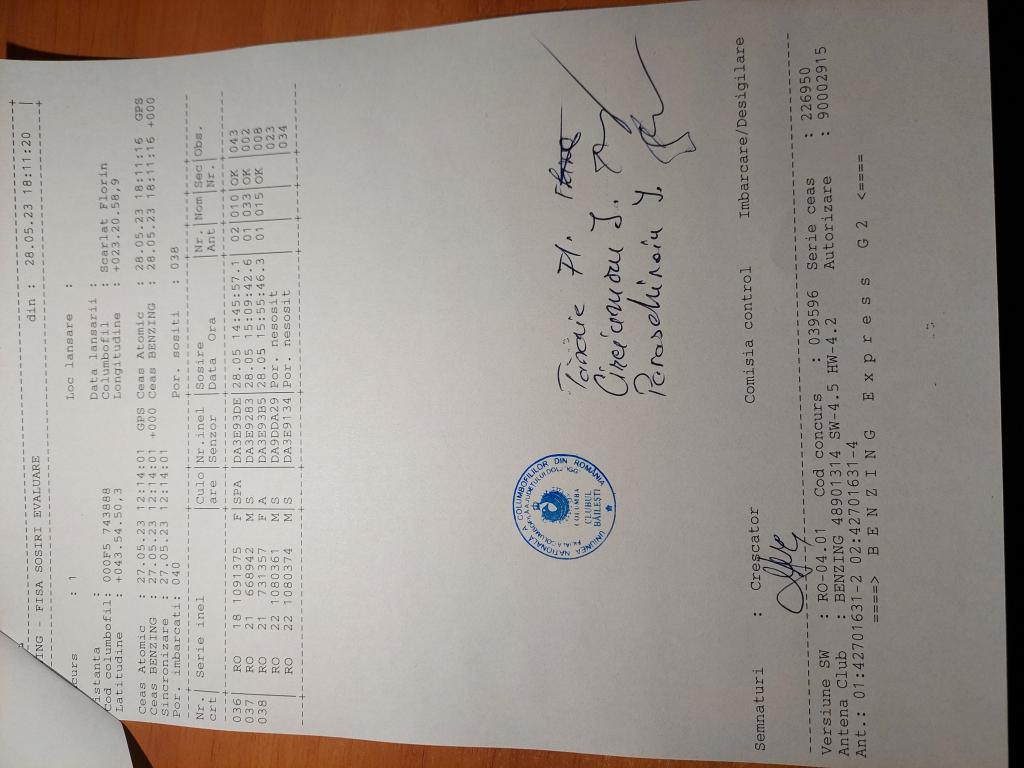 din : 28.05.23 18:11:20 |
ING - FISA SOSIRI EVALUARE
curs : 1 Loc lansare :
istanta : Data lansarii :
Cod columbofil: 000F5 743888 Columbofil : Scarlat Florin
Latitudine : +043.54.50,3 Longitudine : +023.20.58,9
Ceas Atomic : 27.05.23 12:14:01 GPS Ceas Atomic : 28.05.23 18:11:16 GPS
Ceas BENZING : 27.05.23 12:14:01 +000 Ceas BENZING : 28.05.23 18:11:16 +000
Sincronizare : 27.05.23 12:14:01
Por. imbarcati: 040 Por. sositi : 038
Nr.| Serie inel |Culo|Nr.inel |Sosire |Nr.|Nom|Sec|Obs.
crt| |are |Senzor |Data Ora |Ant|Nr.| |
036| RO 18 1091375 F|SPA |DA3E93DE|28.05 14:45:57.1|02|010|OK |043
037| RO 21 668942 M|S |DA3E9283|28.05 15:09:42.6|01|033|OK |002
038| RO 21 731357 F|A |DA3E93B5|28.05 15:55:46.3|01|015|OK |008
| RO 22 1080361 M|S |DA9DDA29|Por. nesosit |023
| RO 22 1080374 M|S |DA3E9134|Por. nesosit |034
UNIUNEA NAȚIONALĂ A COLUMBOFILILOR DIN ROMÂNIA
COLUMBA
CLUBUL
BĂILEȘTI
Semnaturi : Crescator Comisia control Imbarcare/Desigilare
Versiune SW : RO-04.01 Cod concurs : 039596 Serie ceas : 226950
Antena Club : BENZING 48901314 SW-4.5 HW-4.2 Autorizare : 90002915
Ant.: 01:42701631-2 02:42701631-4
====> B E N Z I N G E x p r e s s G 2 <====